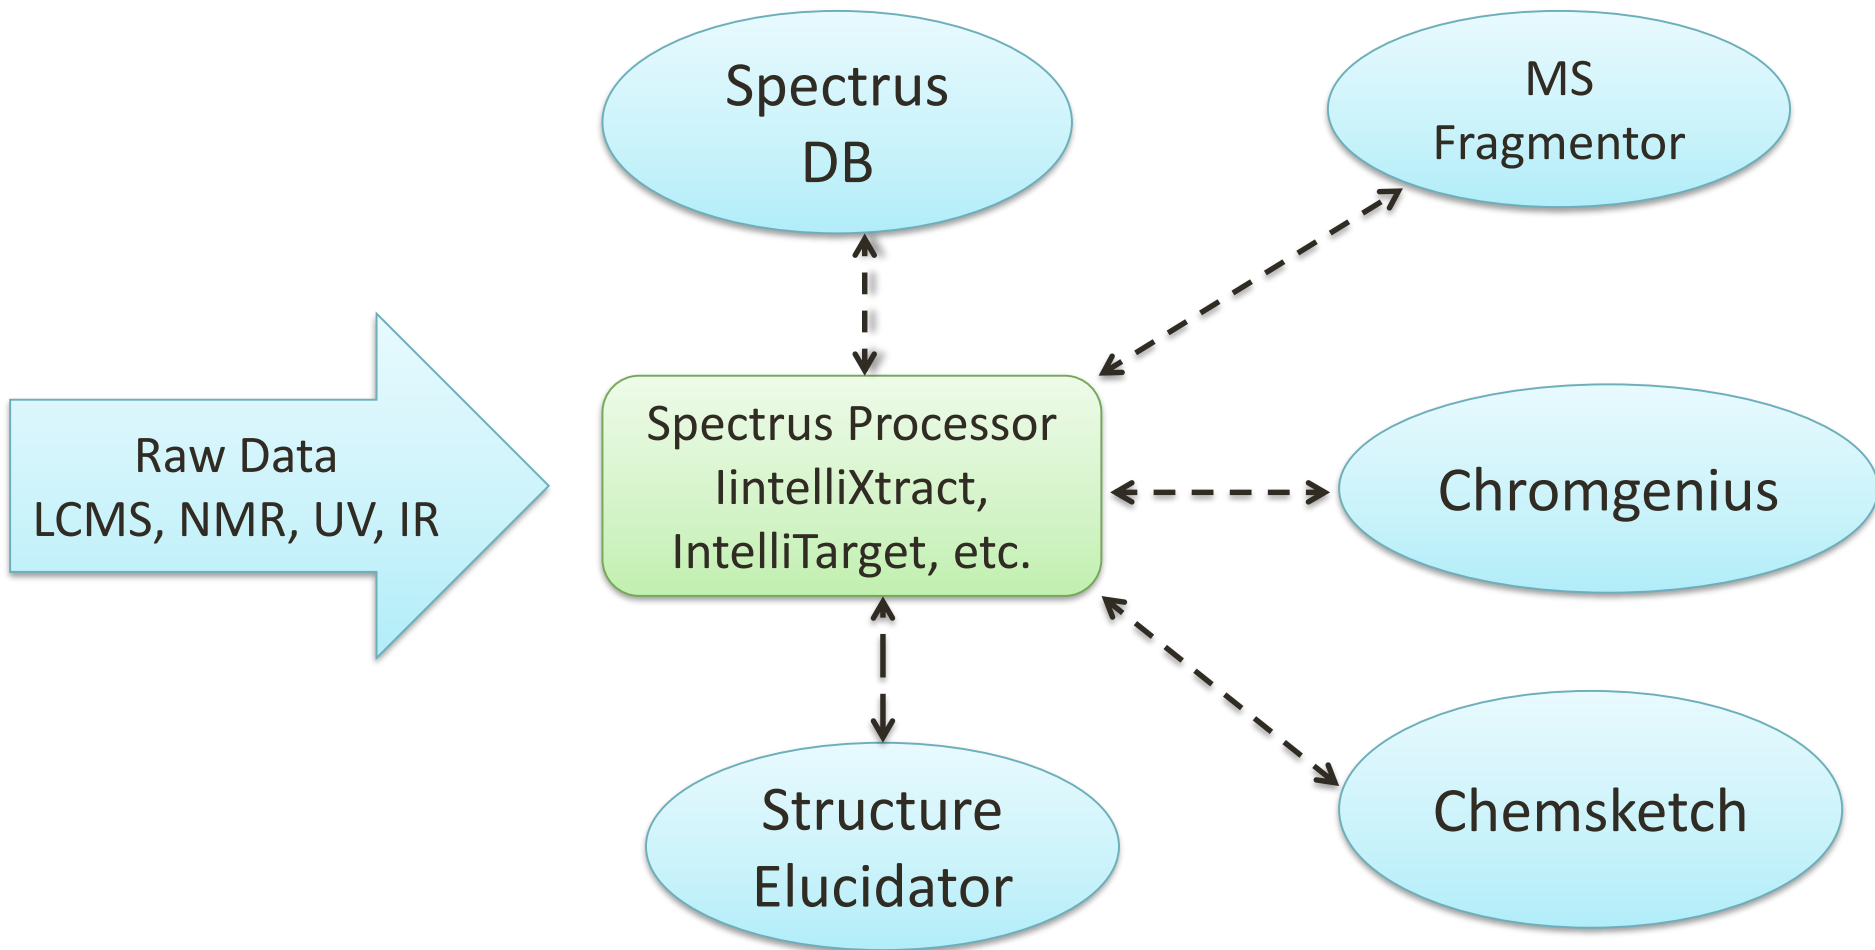 Spectrus
DB
MS
Fragmentor
Raw Data
LCMS, NMR, UV, IR
Spectrus Processor
IintelliXtract,
IntelliTarget, etc.
Chromgenius
Structure
Elucidator
Chemsketch